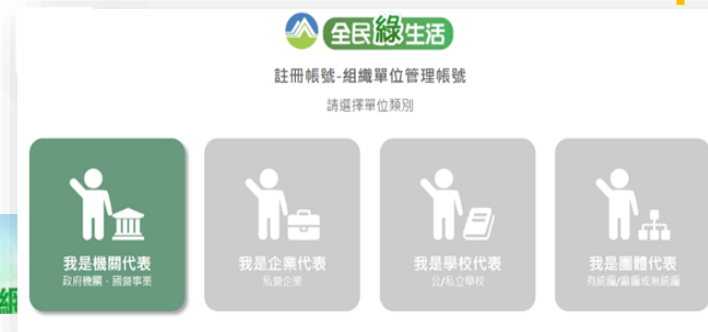 全民綠生活
註冊帳號-組織單位管理帳號
請選擇單位類別
我是機關代表
政府機關、國營事業
我是企業代表
私營企業
我是學校代表
公/私立學校
我是團體代表
有統編/扁編或無統編